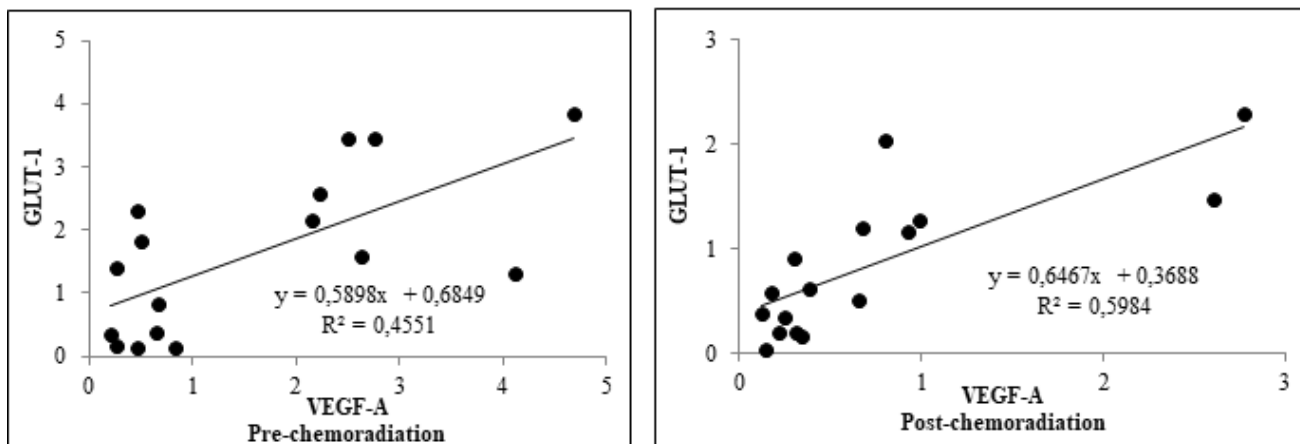 5
4
3
2
1
0
GLUT-1
y = 0,5898x + 0,6849
R² = 0,4551
0 1 2 3 4 5
VEGF-A
Pre-chemoradiation
3
2
1
0
GLUT-1
y = 0,6467x + 0,3688
R² = 0,5984
0 1 2 3
VEGF-A
Post-chemoradiation